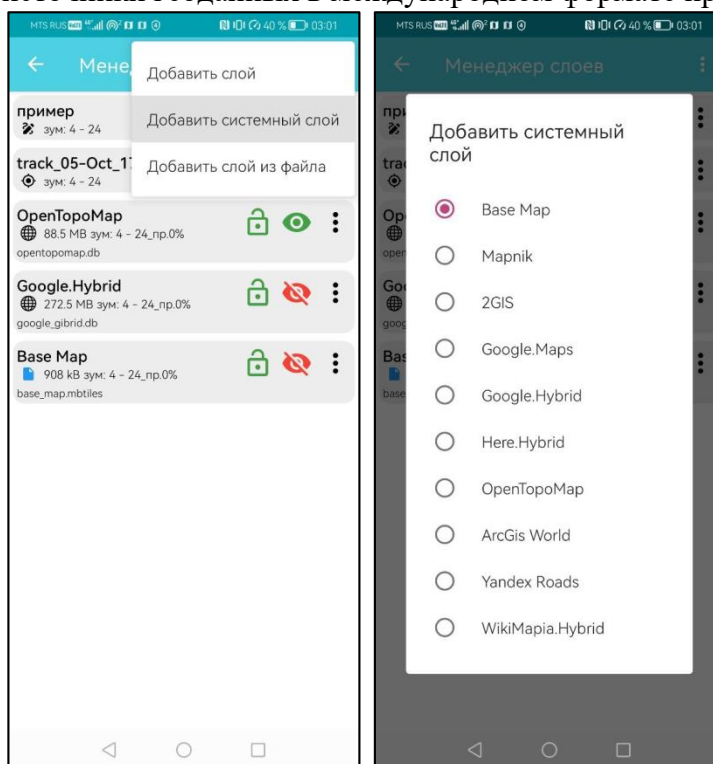 MTS RUS 03:01
40 %
Мене
Добавить слой
Добавить системный слой
Добавить слой из файла
пример
зум: 4 - 24
track_05-Oct_1
зум: 4 - 24
OpenTopoMap
88.5 MB зум: 4 - 24_пр.0%
opentopomap.db
Google.Hybrid
272.5 MB зум: 4 - 24_пр.0%
google_gibrid.db
Base Map
908 kB зум: 4 - 24_пр.0%
base_map.mbtiles
MTS RUS 40 % 03:01
Менеджер слоев
Добавить системный
слой
Base Map
Mapnik
2GIS
Google.Maps
Google.Hybrid
Here.Hybrid
OpenTopoMap
ArcGis World
Yandex Roads
WikiMapia.Hybrid